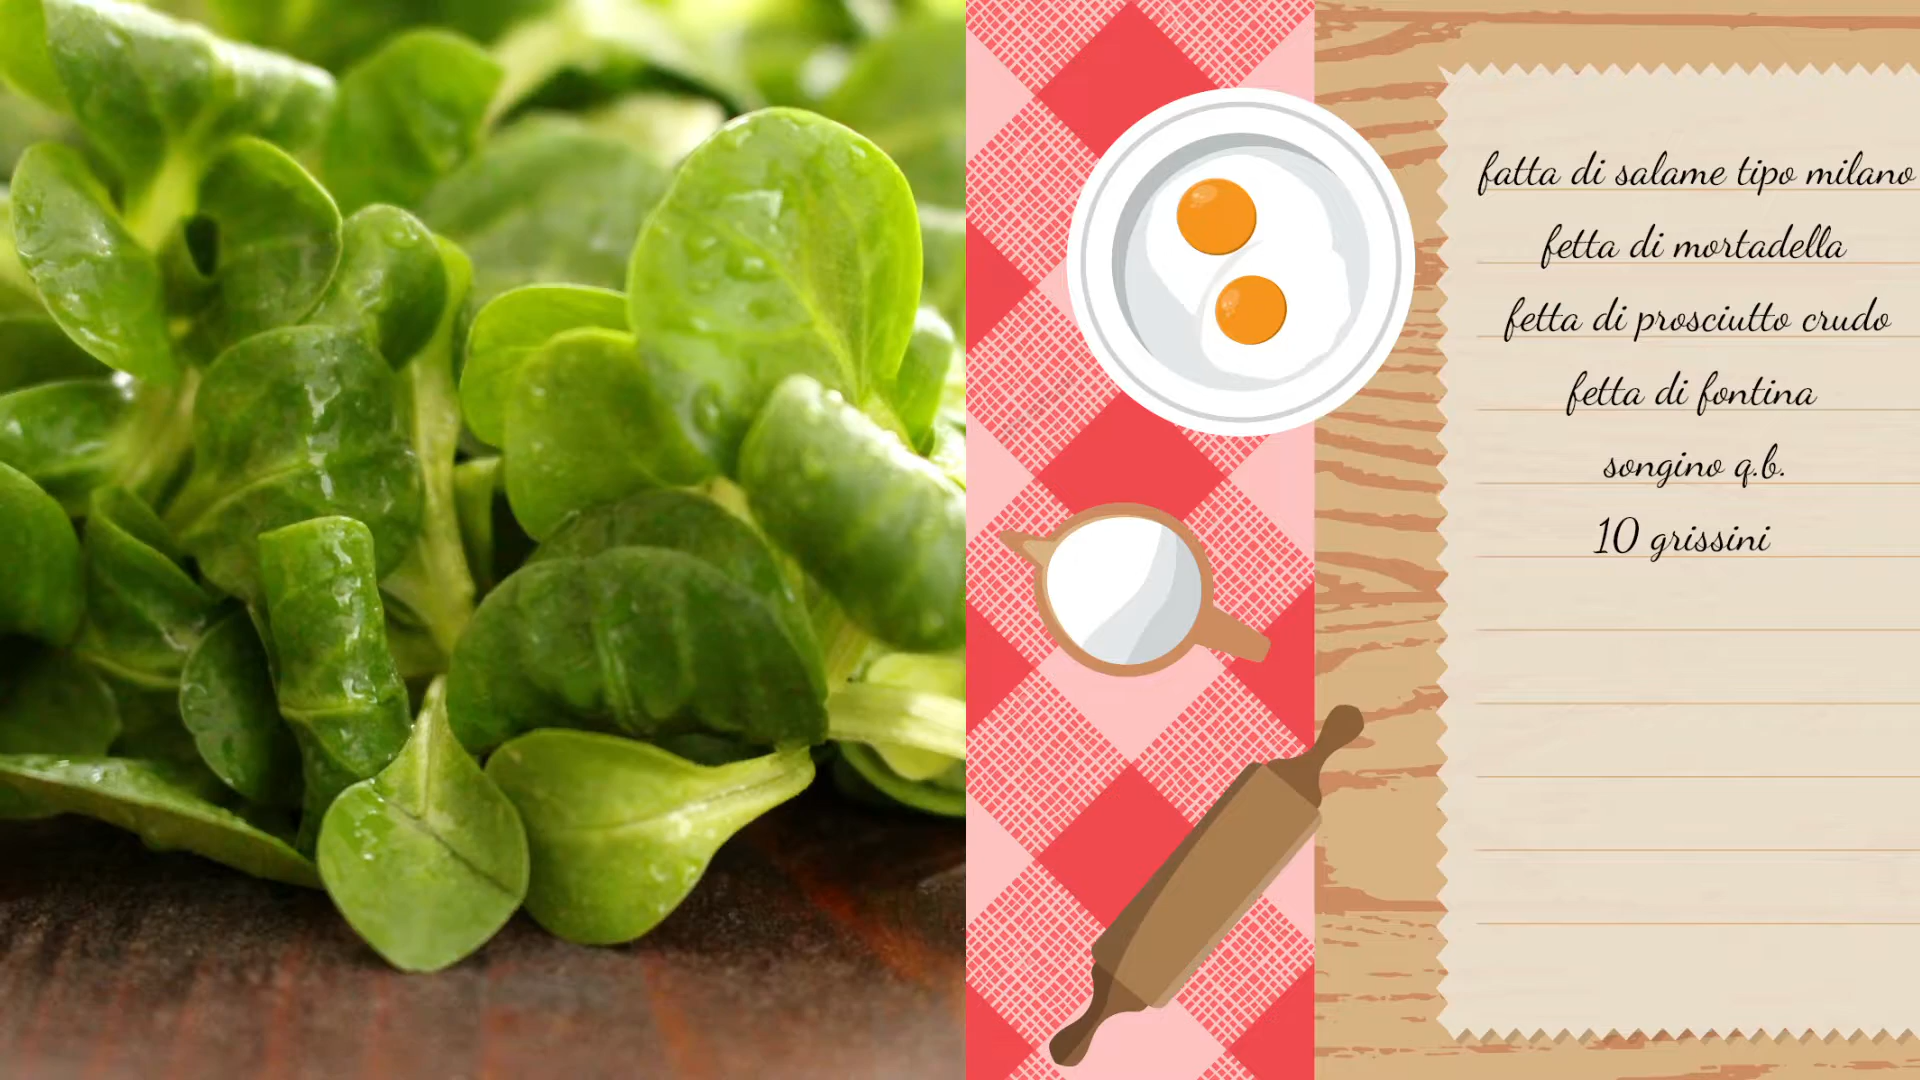 fatta di salame tipo milano
fetta di mortadella
fetta di prosciutto crudo
fetta di fontina
songino q.b.
10 grissini